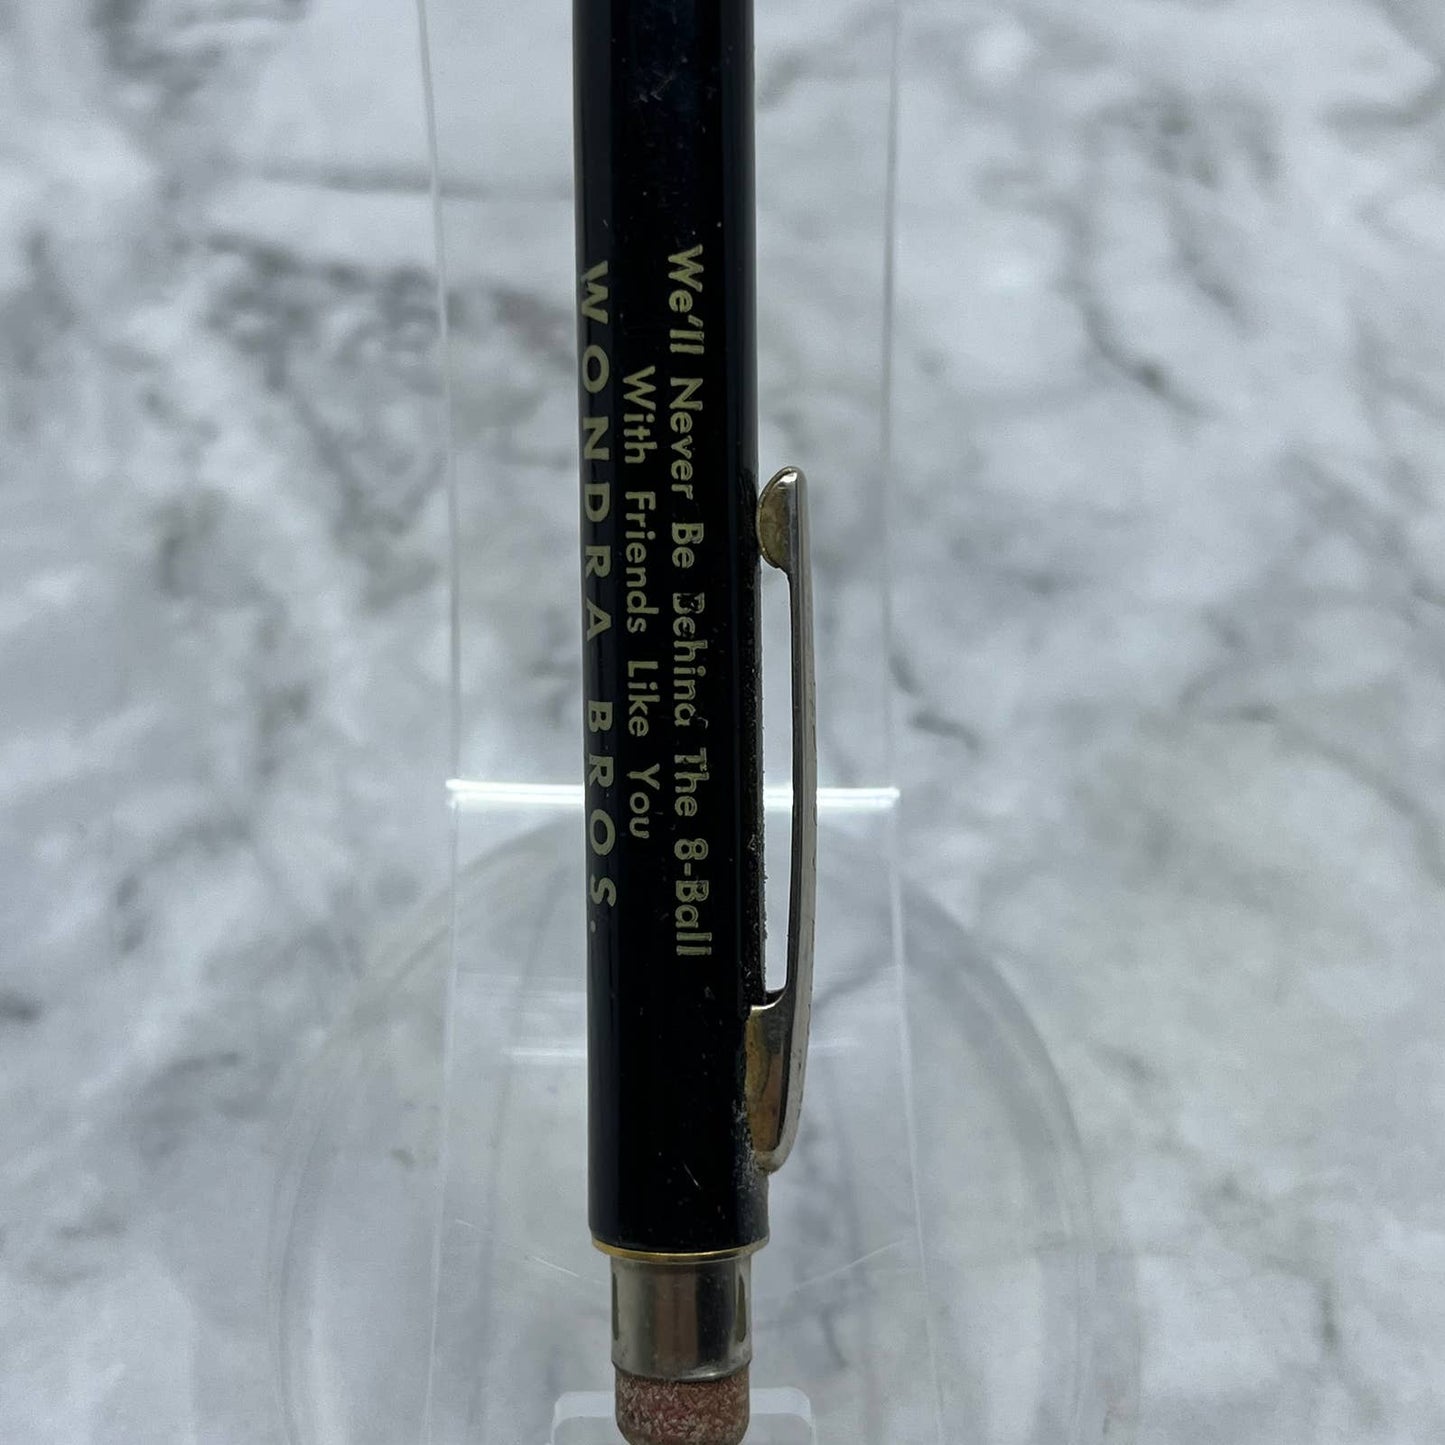 We'll Never Be Behind The 8-Ball
With Friends Like You
WONDRA BROS.